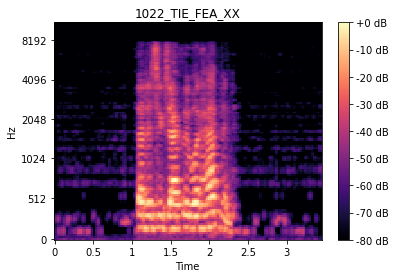 1022_TIE_FEA_XX
+0 dB
8192
-10 dB
-20 dB
4096
-30 dB
2048
-40 dB
Hz
1024
-50 dB
-60 dB
512
-70 dB
0
-80 dB
0 0.5 1 1.5 2 2.5 3
Time